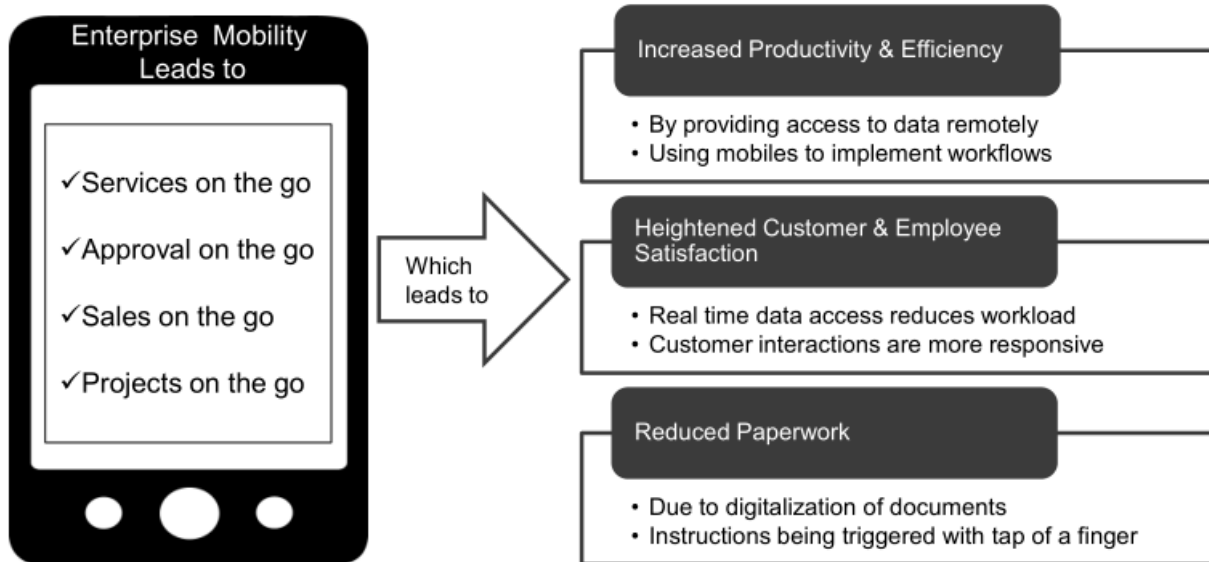 Enterprise Mobility
Leads to
✓Services on the go
✓Approval on the go
✓Sales on the go
✓Projects on the go
Which
leads to
Increased Productivity & Efficiency
• By providing access to data remotely
• Using mobiles to implement workflows
Heightened Customer & Employee
Satisfaction
• Real time data access reduces workload
• Customer interactions are more responsive
Reduced Paperwork
• Due to digitalization of documents
• Instructions being triggered with tap of a finger